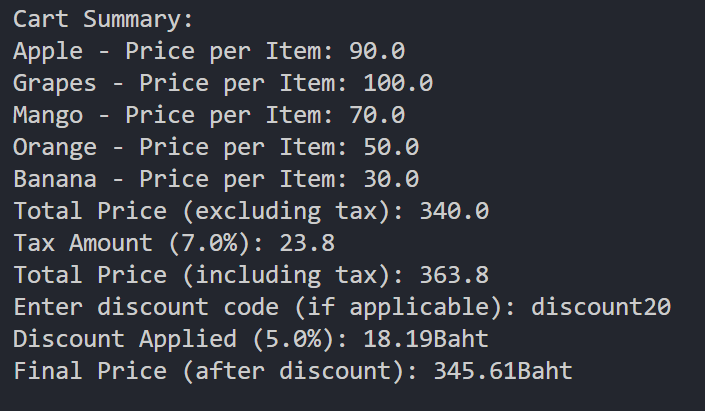 Cart Summary:
Apple - Price per Item: 90.0
Grapes - Price per Item: 100.0
Mango - Price per Item: 70.0
Orange - Price per Item: 50.0
Banana - Price per Item: 30.0
Total Price (excluding tax): 340.0
Tax Amount (7.0%): 23.8
Total Price (including tax): 363.8
Enter discount code (if applicable): discount20
Discount Applied (5.0%): 18.19Baht
Final Price (after discount): 345.61Baht